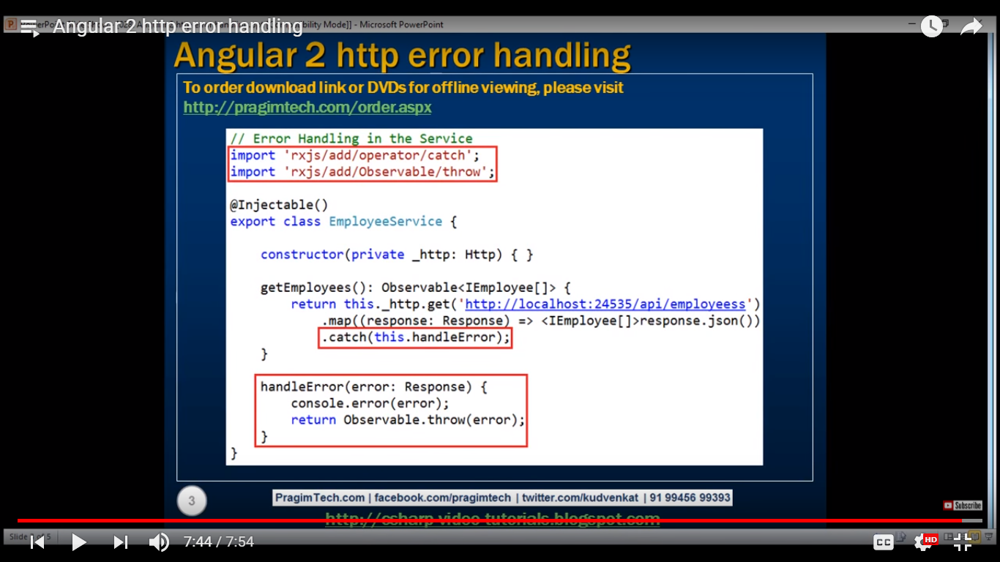 Angular 2 http error handling
bility Mode]] - Microsoft PowerPoint
Angular 2 http error handling
To order download link or DVDs for offline viewing, please visit
http://pragimtech.com/order.aspx
// Error Handling in the Service
import 'rxjs/add/operator/catch';
import 'rxjs/add/Observable/throw';
@Injectable()
export class EmployeeService {
constructor(private _http: Http) { }
getEmployees(): Observable<IEmployee[]> {
return this._http.get('http://localhost:24535/api/employeess')
.map((response: Response) => <IEmployee[]>response.json())
.catch(this.handleError);
}
handleError(error: Response) {
console.error(error);
return Observable.throw(error);
}
}
3
PragimTech.com | facebook.com/pragimtech | twitter.com/kudvenkat | 91 99456 99393
Subscribe
http://csharp-video-tutorials.blogspot.com
Slide
of 5
7:44 / 7:54
CC
HD